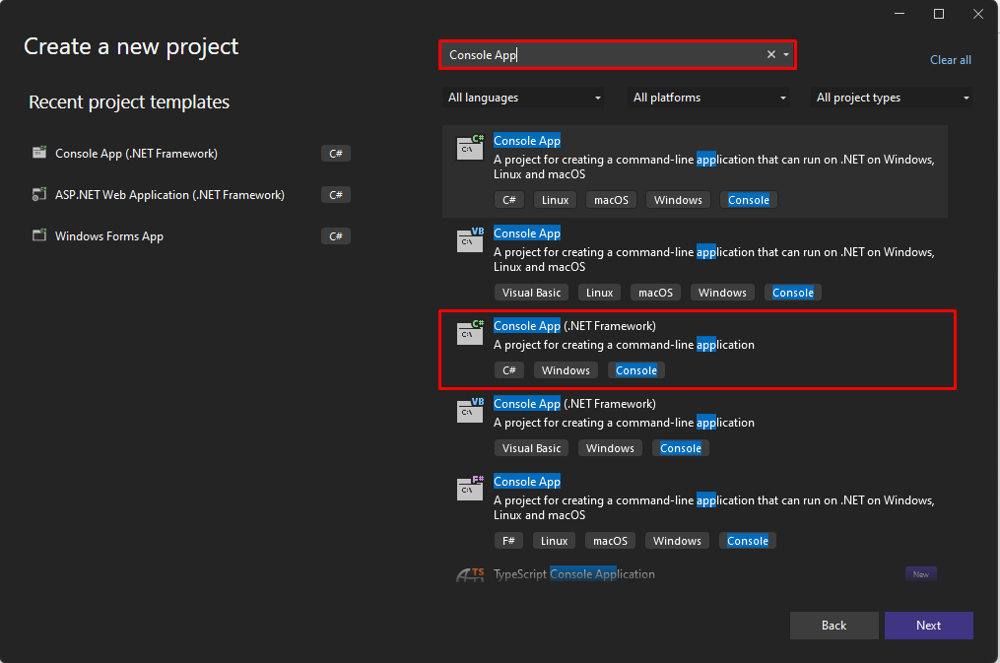 Create a new project
Console App
Clear all
Recent project templates
All languages
All platforms
All project types
Console App (.NET Framework)
C#
ASP.NET Web Application (.NET Framework)
C#
Windows Forms App
C#
C#
C:\
Console App
A project for creating a command-line application that can run on .NET on Windows,
Linux and macOS
C#
Linux
macOS
Windows
Console
VB
C:\
Console App
A project for creating a command-line application that can run on .NET on Windows,
Linux and macOS
Visual Basic
Linux
macOS
Windows
Console
C#
C:\
Console App (.NET Framework)
A project for creating a command-line application
C#
Windows
Console
VB
C:\
Console App (.NET Framework)
A project for creating a command-line application
Visual Basic
Windows
Console
F#
C:\
Console App
A project for creating a command-line application that can run on .NET on Windows,
Linux and macOS
F#
Linux
macOS
Windows
Console
TS
TypeScript Console Application
New
Back
Next